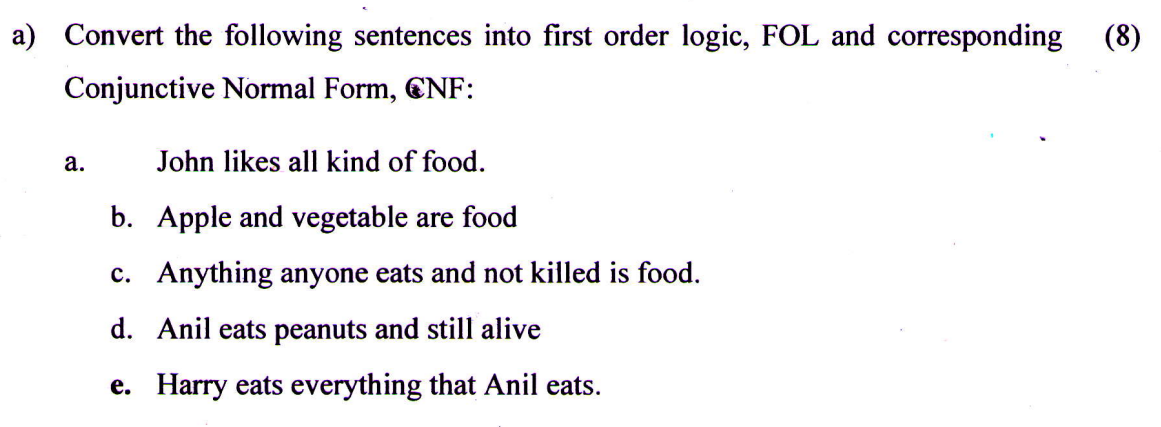 a) Convert the following sentences into first order logic, FOL and corresponding (8)
Conjunctive Normal Form, CNF:
a. John likes all kind of food.
b. Apple and vegetable are food
c. Anything anyone eats and not killed is food.
d. Anil eats peanuts and still alive
e. Harry eats everything that Anil eats.